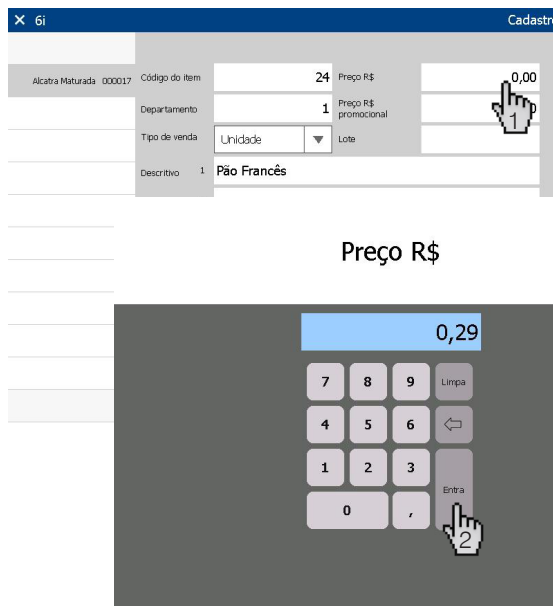 ✕ 6i Cadastro
Alcatra Maturada 000017
Código do item 24 Preço R$ 0,00
Departamento 1 Preço R$ promocional
Tipo de venda Unidade Lote
Descritivo 1 Pão Francês
1
Preço R$
0,29
7 8 9 Limpa
4 5 6
1 2 3
Entra
0 ,
2